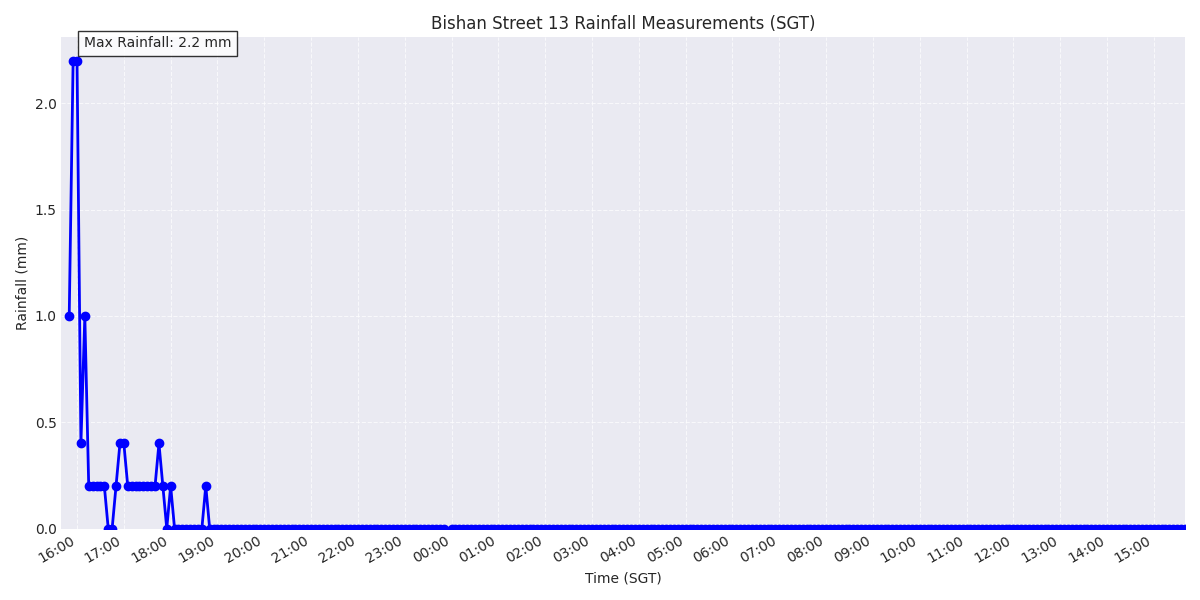 Bishan Street 13 Rainfall Measurements (SGT)
Max Rainfall: 2.2 mm
2.0
1.5
1.0
0.5
0.0
Rainfall (mm)
16:00 17:00 18:00 19:00 20:00 21:00 22:00 23:00 00:00 01:00 02:00 03:00 04:00 05:00 06:00 07:00 08:00 09:00 10:00 11:00 12:00 13:00 14:00 15:00
Time (SGT)